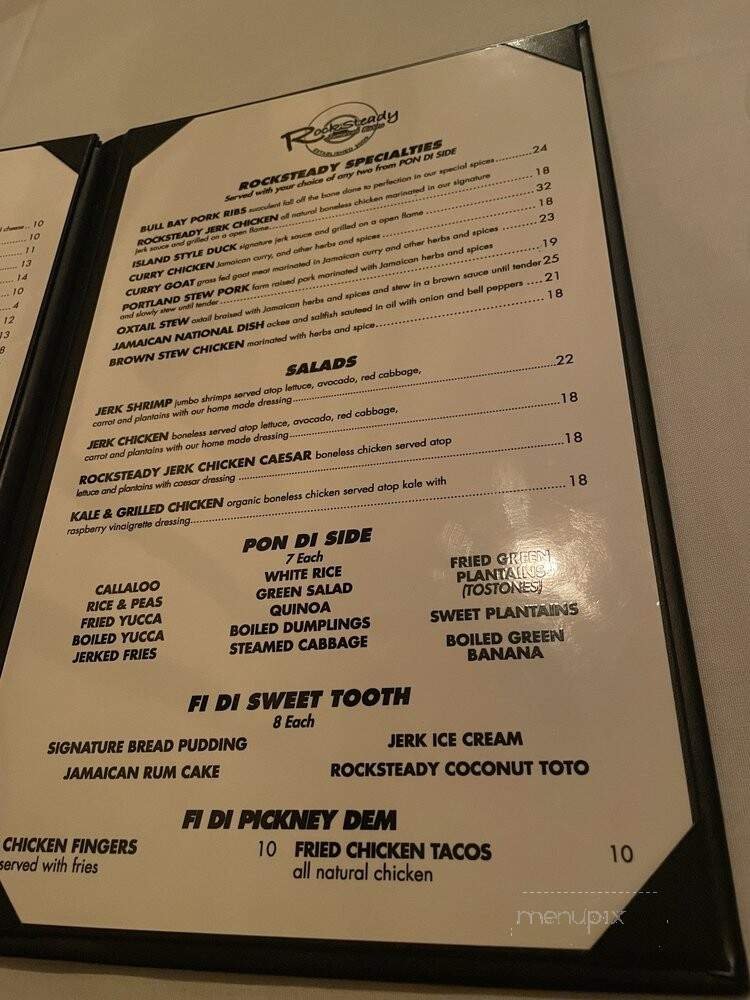 l cheese .. 10
10
11
13
14
10
4
12
13
8
Rocksteady
ESTABLISHED
ROCKSTEADY SPECIALTIES
Served with your choice of any two from PON DI SIDE
BULL BAY PORK RIBS succulent fall off the bone done to perfection in our special spices 24
ROCKSTEADY JERK CHICKEN all natural boneless chicken marinated in our signature
jerk sauce and grilled on a open flame 18
ISLAND STYLE DUCK signature jerk sauce and grilled on a open flame 32
CURRY CHICKEN Jamaican curry, and other herbs and spices 18
CURRY GOAT grass fed goat meat marinated in Jamaican curry and other herbs and spices 23
PORTLAND STEW PORK farm raised pork marinated with Jamaican herbs and spices
and slowly stew until tender 19
OXTAIL STEW oxtail braised with Jamaican herbs and spices and stew in a brown sauce until tender 25
JAMAICAN NATIONAL DISH ackee and saltfish sauteed in oil with onion and bell peppers 21
BROWN STEW CHICKEN marinated with herbs and spice 18
SALADS
JERK SHRIMP jumbo shrimps served atop lettuce, avocado, red cabbage,
carrot and plantains with our home made dressing 22
JERK CHICKEN boneless served atop lettuce, avocado, red cabbage,
carrot and plantains with our home made dressing 18
ROCKSTEADY JERK CHICKEN CAESAR boneless chicken served atop
lettuce and plantains with caesar dressing 18
KALE & GRILLED CHICKEN organic boneless chicken served atop kale with
raspberry vinaigrette dressing 18
PON DI SIDE
7 Each
CALLALOO
RICE & PEAS
FRIED YUCCA
BOILED YUCCA
JERKED FRIES
WHITE RICE
GREEN SALAD
QUINOA
BOILED DUMPLINGS
STEAMED CABBAGE
FRIED GREEN
PLANTAINS
(TOSTONES)
SWEET PLANTAINS
BOILED GREEN
BANANA
FI DI SWEET TOOTH
8 Each
SIGNATURE BREAD PUDDING
JAMAICAN RUM CAKE
JERK ICE CREAM
ROCKSTEADY COCONUT TOTO
FI DI PICKNEY DEM
CHICKEN FINGERS 10
served with fries
FRIED CHICKEN TACOS 10
all natural chicken
menupix